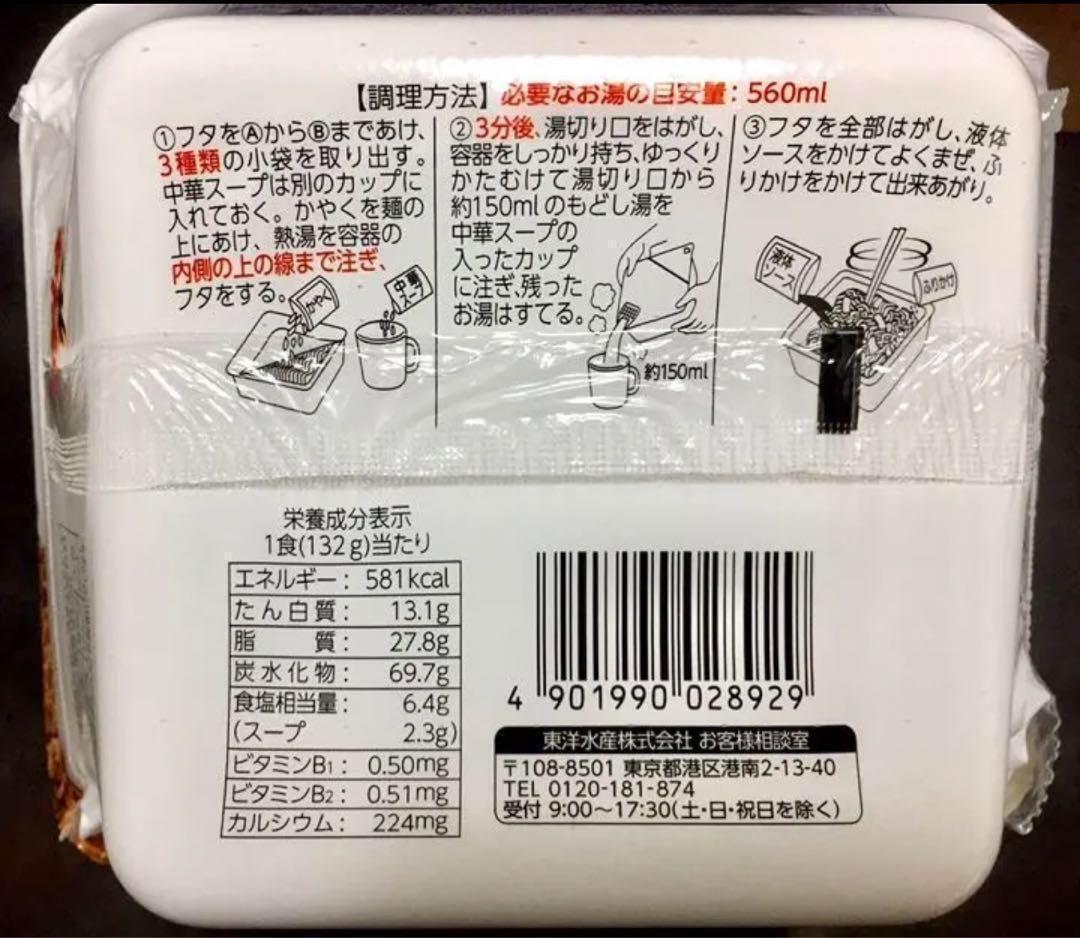 【調理方法】必要なお湯の目安量：560ml
①フタをⒶからⒷまであけ、
3種類の小袋を取り出す。
中華スープは別のカップに
入れておく。かやくを麺の
上にあけ、熱湯を容器の
内側の上の線まで注ぎ、
フタをする。
かやく
中華
スープ
②3分後、湯切り口をはがし、
容器をしっかり持ち、ゆっくり
かたむけて湯切り口から
約150mlのもどし湯を
中華スープの
入ったカップ
に注ぎ、残った
お湯はすてる。
約150ml
③フタを全部はがし、液体
ソースをかけてよくまぜ、ふ
りかけをかけて出来あがり。
液体
ソース
ふりかけ
栄養成分表示
1食(132g)当たり
エネルギー： 581kcal
たん白質： 13.1g
脂質： 27.8g
炭水化物： 69.7g
食塩相当量： 6.4g
(スープ 2.3g)
ビタミンB1： 0.50mg
ビタミンB2： 0.51mg
カルシウム： 224mg
4 901990 028929
東洋水産株式会社 お客様相談室
〒108-8501 東京都港区港南2-13-40
TEL 0120-181-874
受付 9:00～17:30(土・日・祝日を除く)